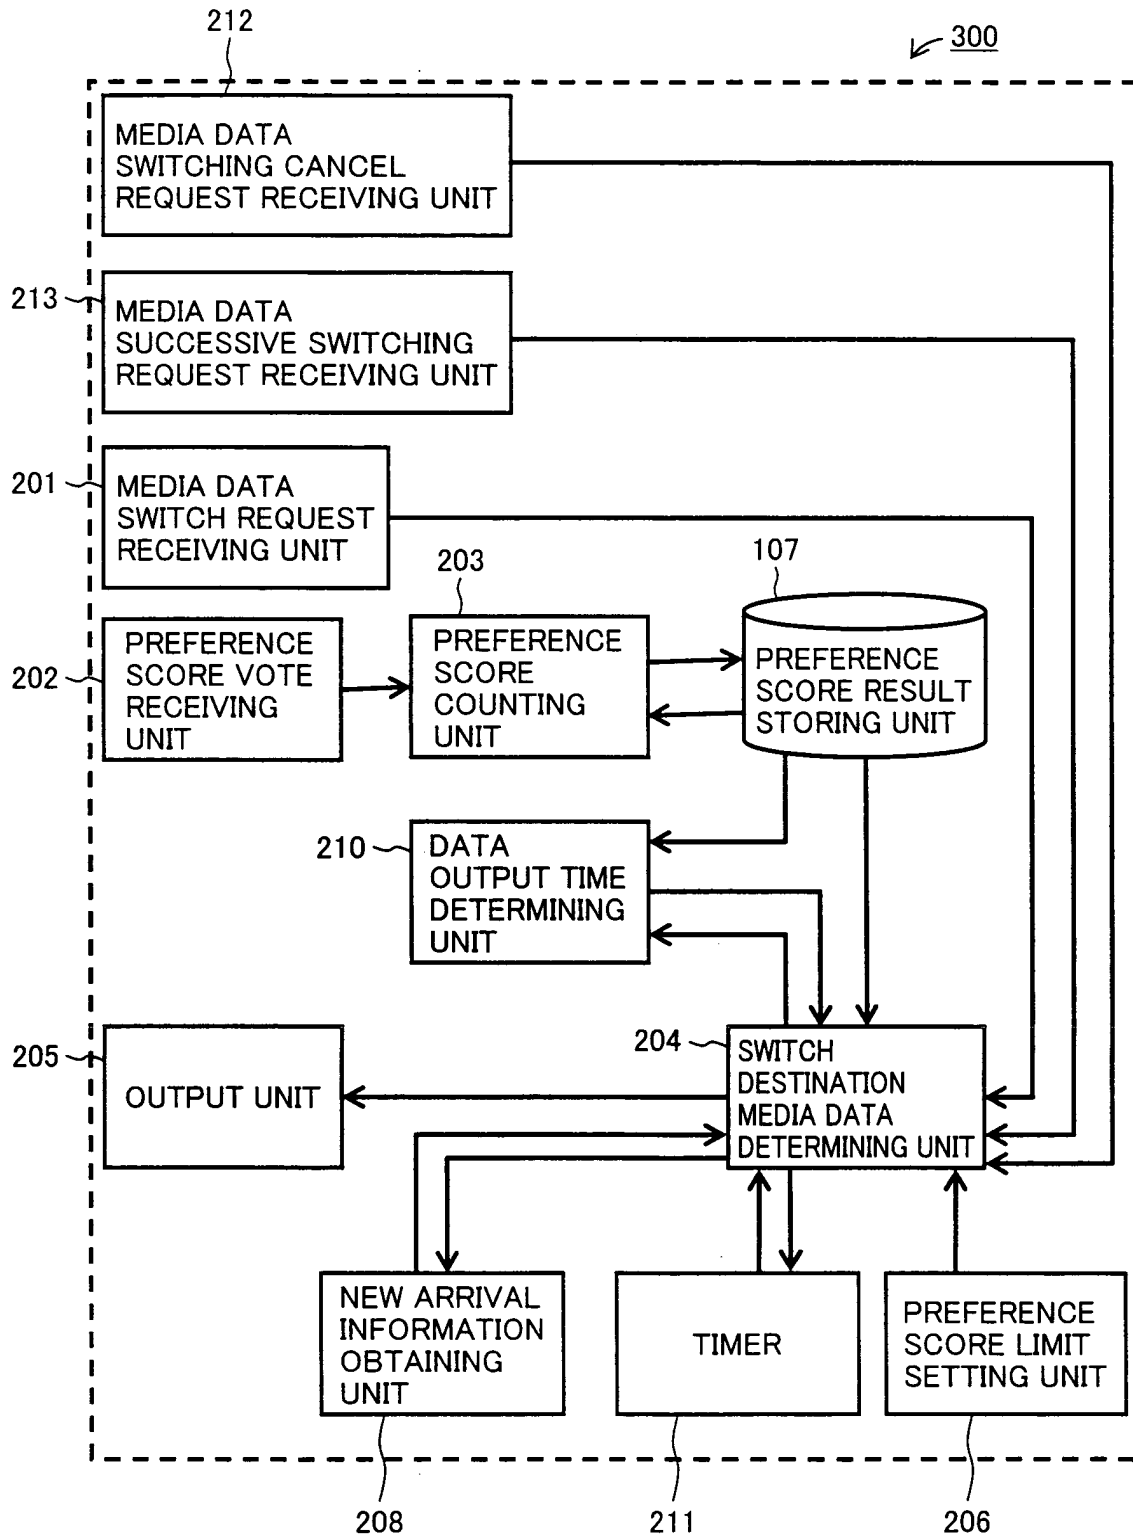 212
300
MEDIA DATA
SWITCHING CANCEL
REQUEST RECEIVING UNIT
213
MEDIA DATA
SUCCESSIVE SWITCHING
REQUEST RECEIVING UNIT
201
MEDIA DATA
SWITCH REQUEST
RECEIVING UNIT
202
PREFERENCE
SCORE VOTE
RECEIVING
UNIT
203
PREFERENCE
SCORE
COUNTING
UNIT
107
PREFERENCE
SCORE RESULT
STORING UNIT
210
DATA
OUTPUT TIME
DETERMINING
UNIT
205
OUTPUT UNIT
204
SWITCH
DESTINATION
MEDIA DATA
DETERMINING UNIT
NEW ARRIVAL
INFORMATION
OBTAINING
UNIT
TIMER
PREFERENCE
SCORE LIMIT
SETTING UNIT
208
211
206